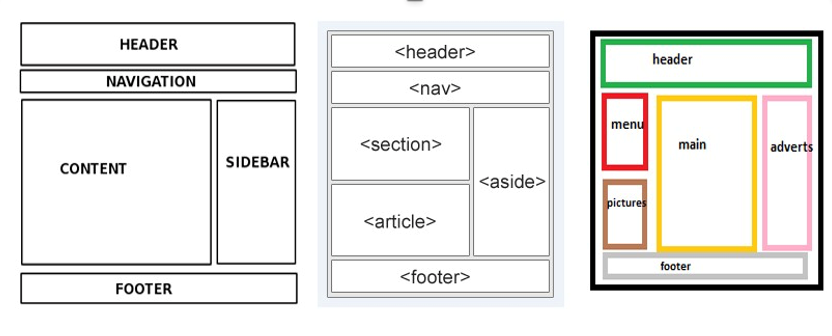 HEADER
NAVIGATION
CONTENT
SIDEBAR
FOOTER
<header>
<nav>
<section>
<aside>
<article>
<footer>
header
menu
main
adverts
pictures
footer